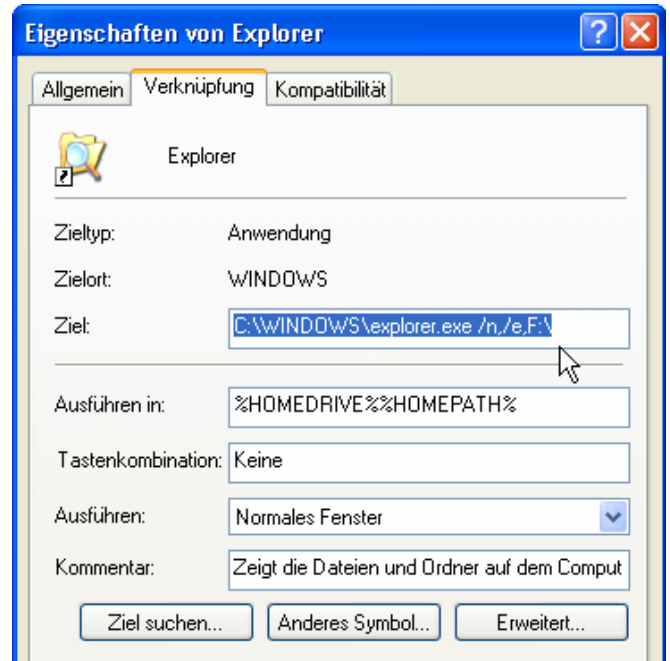 Eigenschaften von Explorer
Allgemein Verknüpfung Kompatibilität
Explorer
Zieltyp: Anwendung
Zielort: WINDOWS
Ziel: C:\WINDOWS\explorer.exe /n,/e,F:\
Ausführen in: %HOMEDRIVE%%HOMEPATH%
Tastenkombination: Keine
Ausführen: Normales Fenster
Kommentar: Zeigt die Dateien und Ordner auf dem Comput
Ziel suchen... Anderes Symbol... Erweitert...